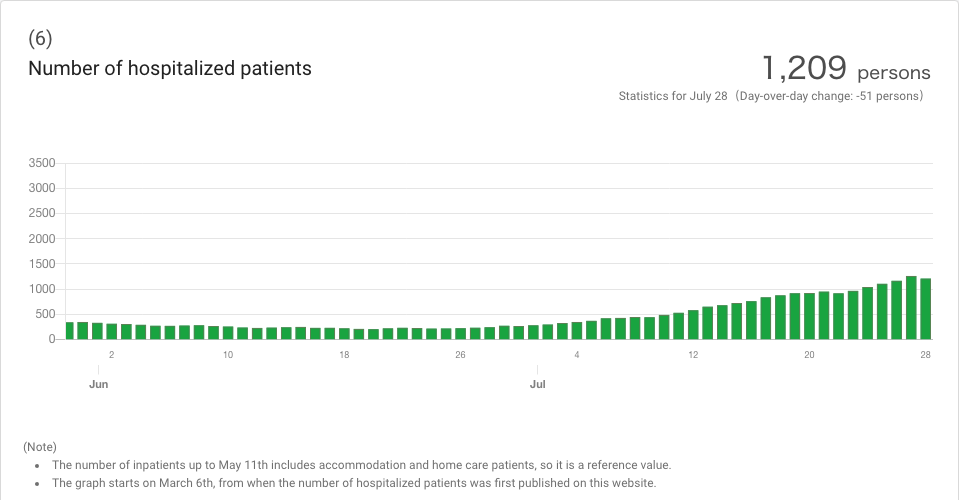 (6)
Number of hospitalized patients
1,209 persons
Statistics for July 28（Day-over-day change: -51 persons）
3500
3000
2500
2000
1500
1000
500
0
2 10 18 26 4 12 20 28
Jun Jul
(Note)
• The number of inpatients up to May 11th includes accommodation and home care patients, so it is a reference value.
• The graph starts on March 6th, from when the number of hospitalized patients was first published on this website.